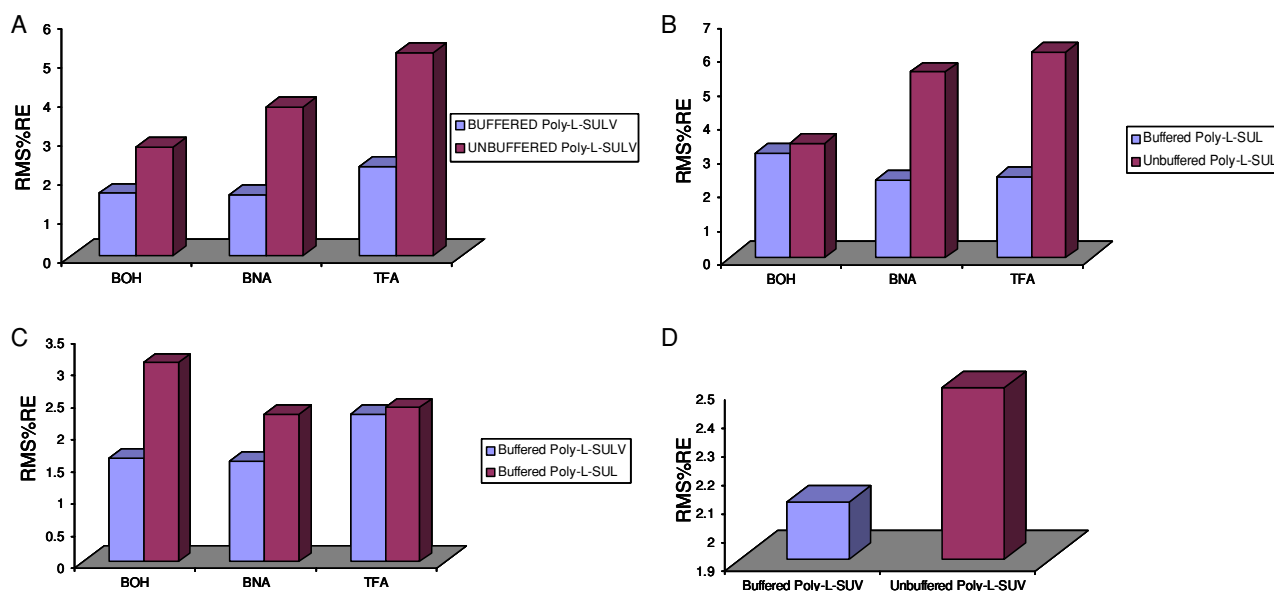 A
RMS%RE
6
5
4
3
2
1
0
BOH BNA TFA
BUFFERED Poly-L-SULV
UNBUFFERED Poly-L-SULV
B
RMS%RE
7
6
5
4
3
2
1
0
BOH BNA TFA
Buffered Poly-L-SUL
Unbuffered Poly-L-SUL
C
RMS%RE
3.5
3
2.5
2
1.5
1
0.5
0
BOH BNA TFA
Buffered Poly-L-SULV
Buffered Poly-L-SUL
D
RMS%RE
2.5
2.4
2.3
2.2
2.1
2
1.9
Buffered Poly-L-SUV Unbuffered Poly-L-SUV